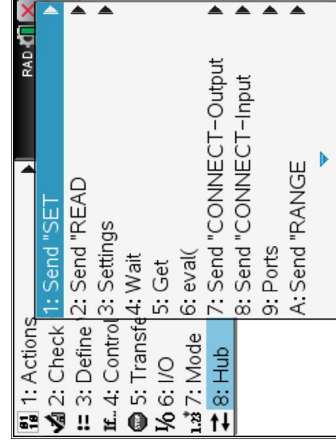 RAD
1: Actions
2: Check
3: Define
4: Control
5: Transfe
6: I/O
7: Mode
8: Hub
1: Send "SET
2: Send "READ
3: Settings
4: Wait
5: Get
6: eval(
7: Send "CONNECT-Output
8: Send "CONNECT-Input
9: Ports
A: Send "RANGE